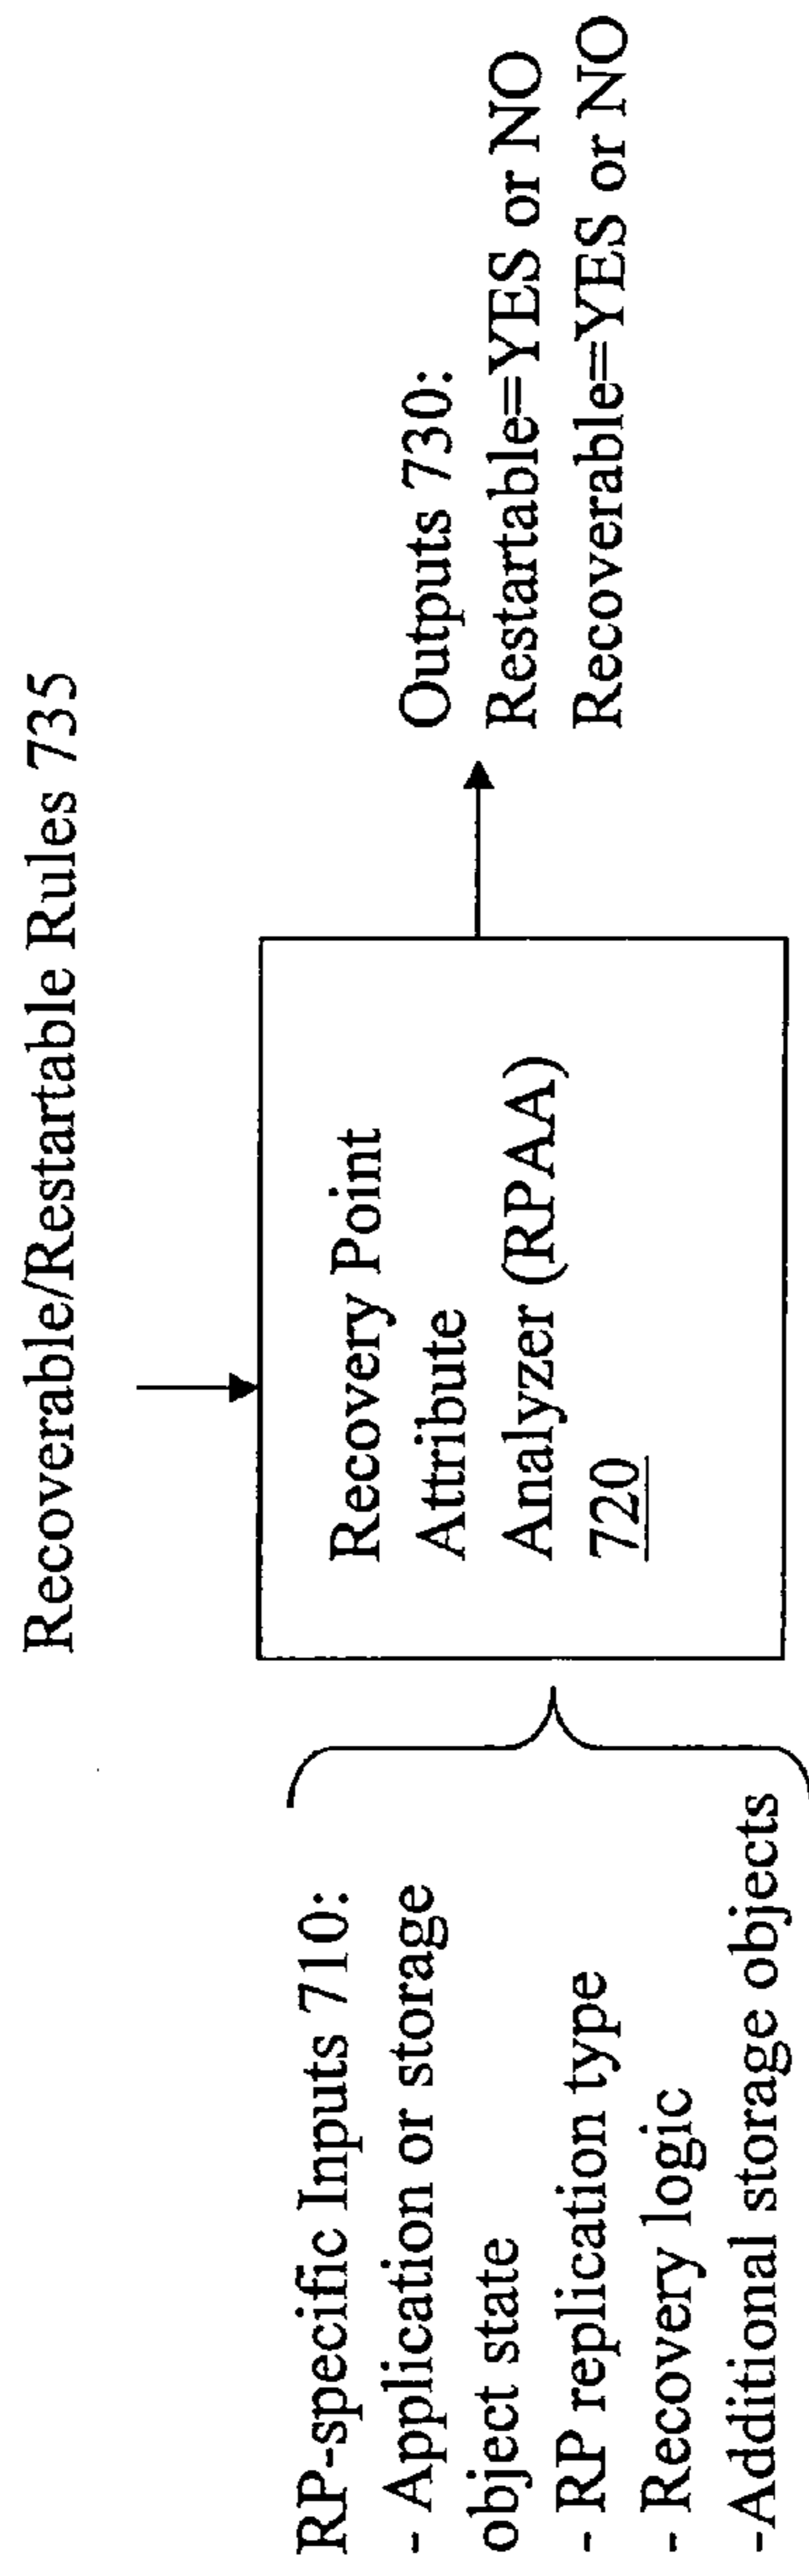 Recoverable/Restartable Rules 735
RP-specific Inputs 710:
- Application or storage
object state
- RP replication type
- Recovery logic
-Additional storage objects
Recovery Point
Attribute
Analyzer (RPAA)
720
Outputs 730:
Restartable=YES or NO
Recoverable=YES or NO